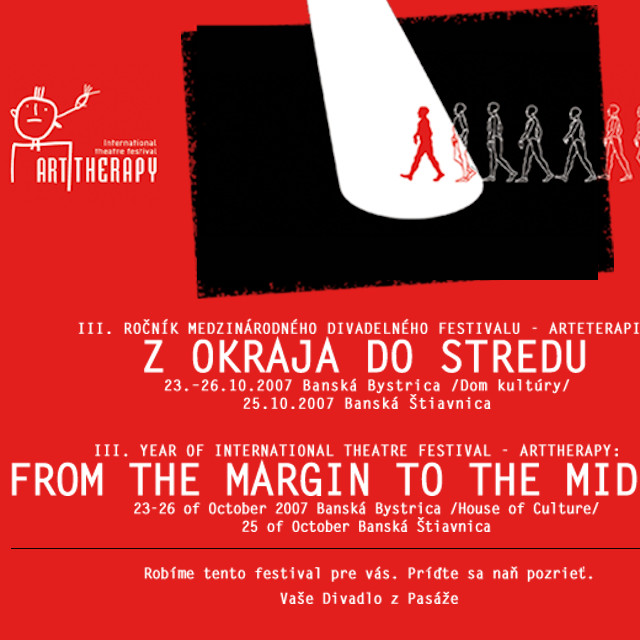 International
theatre festival
ART THERAPY
III. ROČNÍK MEDZINÁRODNÉHO DIVADELNÉHO FESTIVALU - ARTETERAPI
Z OKRAJA DO STREDU
23.-26.10.2007 Banská Bystrica /Dom kultúry/
25.10.2007 Banská Štiavnica
III. YEAR OF INTERNATIONAL THEATRE FESTIVAL - ARTTHERAPY:
FROM THE MARGIN TO THE MID
23-26 of October 2007 Banská Bystrica /House of Culture/
25 of October Banská Štiavnica
Robíme tento festival pre vás. Príďte sa naň pozrieť.
Vaše Divadlo z Pasáže